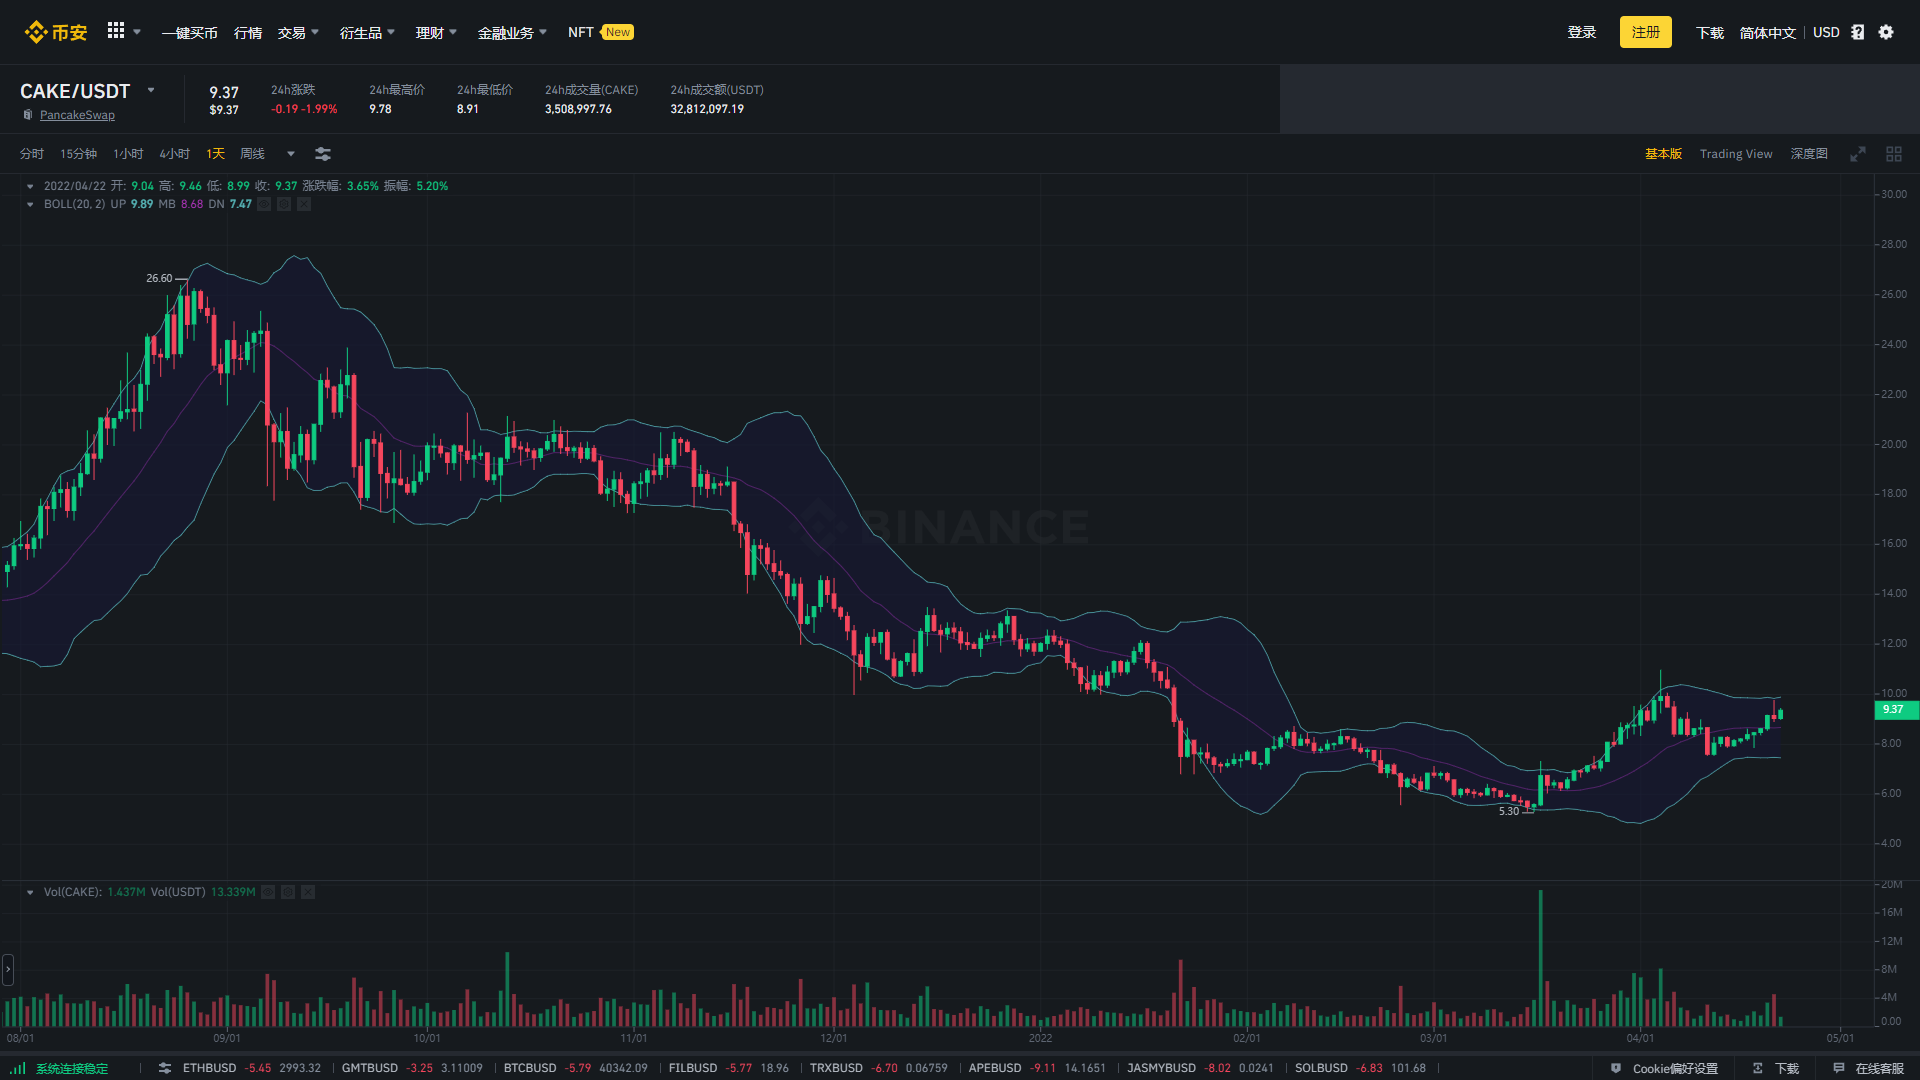 币安 一键买币 行情 交易 衍生品 理财 金融业务 NFT New 登录 注册 下载 简体中文 USD
CAKE/USDT
PancakeSwap
9.37
$9.37
24h涨跌
-0.19 -1.99%
24h最高价
9.78
24h最低价
8.91
24h成交量(CAKE)
3,508,997.76
24h成交额(USDT)
32,812,097.19
分时 15分钟 1小时 4小时 1天 周线 基本版 Trading View 深度图
2022/04/22 开: 9.04 高: 9.46 低: 8.99 收: 9.37 涨跌幅: 3.65% 振幅: 5.20%
BOLL(20, 2) UP 9.89 MB 8.68 DN 7.47
30.00
28.00
26.60
26.00
24.00
22.00
20.00
18.00
BINANCE
16.00
14.00
12.00
10.00
9.37
8.00
6.00
5.30
4.00
Vol(CAKE): 1.437M Vol(USDT) 13.339M
20M
16M
12M
8M
4M
0.00
08/01 09/01 10/01 11/01 12/01 2022 02/01 03/01 04/01 05/01
系统连接稳定 ETHBUSD -5.45 2993.32 GMTBUSD -3.25 3.11009 BTCBUSD -5.79 40342.09 FILBUSD -5.77 18.96 TRXBUSD -6.70 0.06759 APEBUSD -9.11 14.1651 JASMYBUSD -8.02 0.0241 SOLBUSD -6.83 101.68 Cookie偏好设置 下载 在线客服